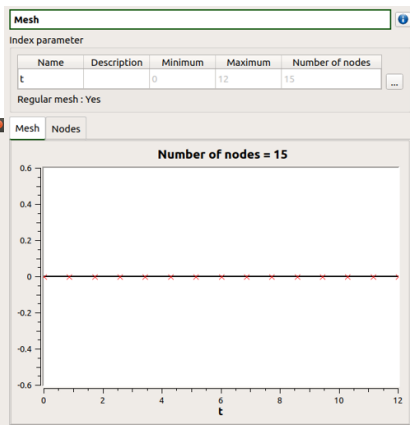 Mesh
Index parameter
Name Description Minimum Maximum Number of nodes
t 0 12 15
...
Regular mesh : Yes
Mesh Nodes
Number of nodes = 15
0.6
0.4
0.2
0
-0.2
-0.4
-0.6
0 2 4 6 8 10 12
t